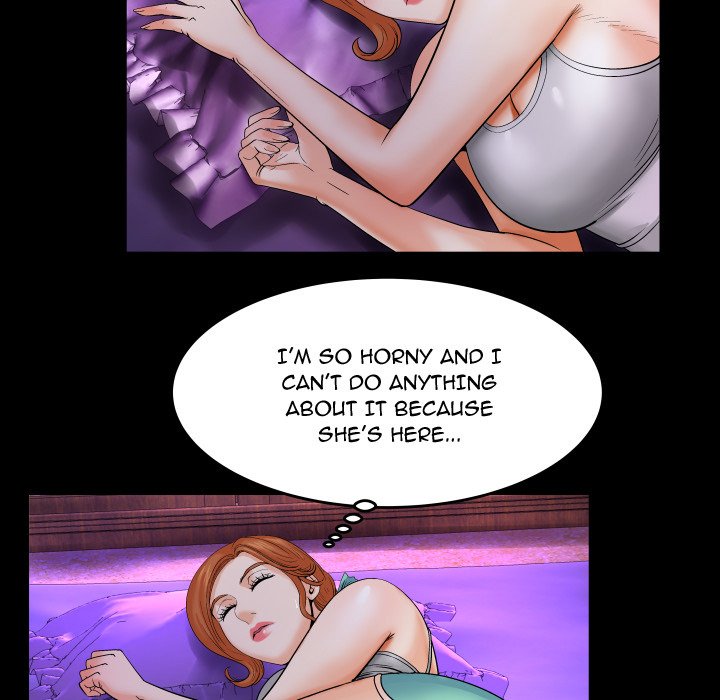 I'M SO HORNY AND I
CAN'T DO ANYTHING
ABOUT IT BECAUSE
SHE'S HERE...